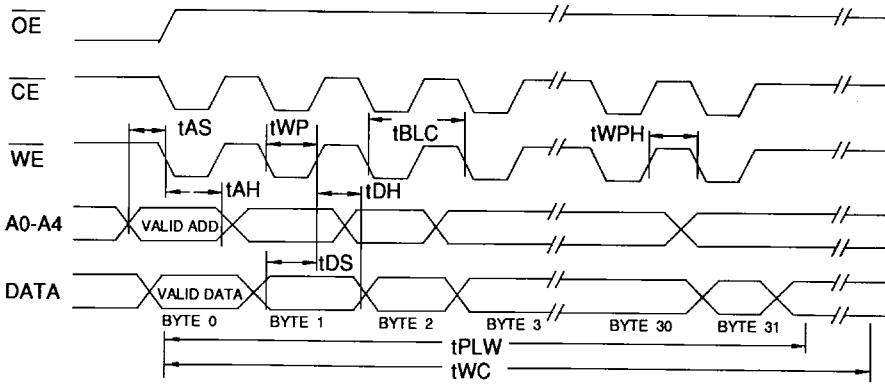 OE
CE
tAS tWP tBLC tWPH
WE
tAH tDH
A0-A4 VALID ADD
tDS
DATA VALID DATA
BYTE 0 BYTE 1 BYTE 2 BYTE 3 BYTE 30 BYTE 31
tPLW
tWC